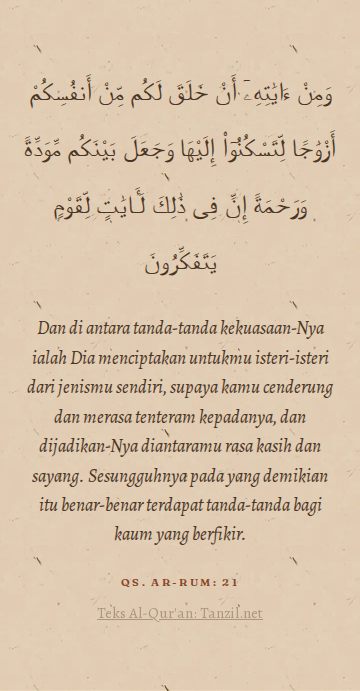 وَمِنْ ءَايَٰتِهِۦٓ أَنْ خَلَقَ لَكُم مِّنْ أَنفُسِكُمْ
أَزْوَٰجًا لِّتَسْكُنُوٓا۟ إِلَيْهَا وَجَعَلَ بَيْنَكُم مَّوَدَّةً
وَرَحْمَةً إِنَّ فِى ذَٰلِكَ لَـَٔايَٰتٍ لِّقَوْمٍ
يَتَفَكَّرُونَ
Dan di antara tanda-tanda kekuasaan-Nya
ialah Dia menciptakan untukmu isteri-isteri
dari jenismu sendiri, supaya kamu cenderung
dan merasa tenteram kepadanya, dan
dijadikan-Nya diantaramu rasa kasih dan
sayang. Sesungguhnya pada yang demikian
itu benar-benar terdapat tanda-tanda bagi
kaum yang berfikir.
QS. AR-RUM: 21
Teks Al-Qur'an: Tanzil.net